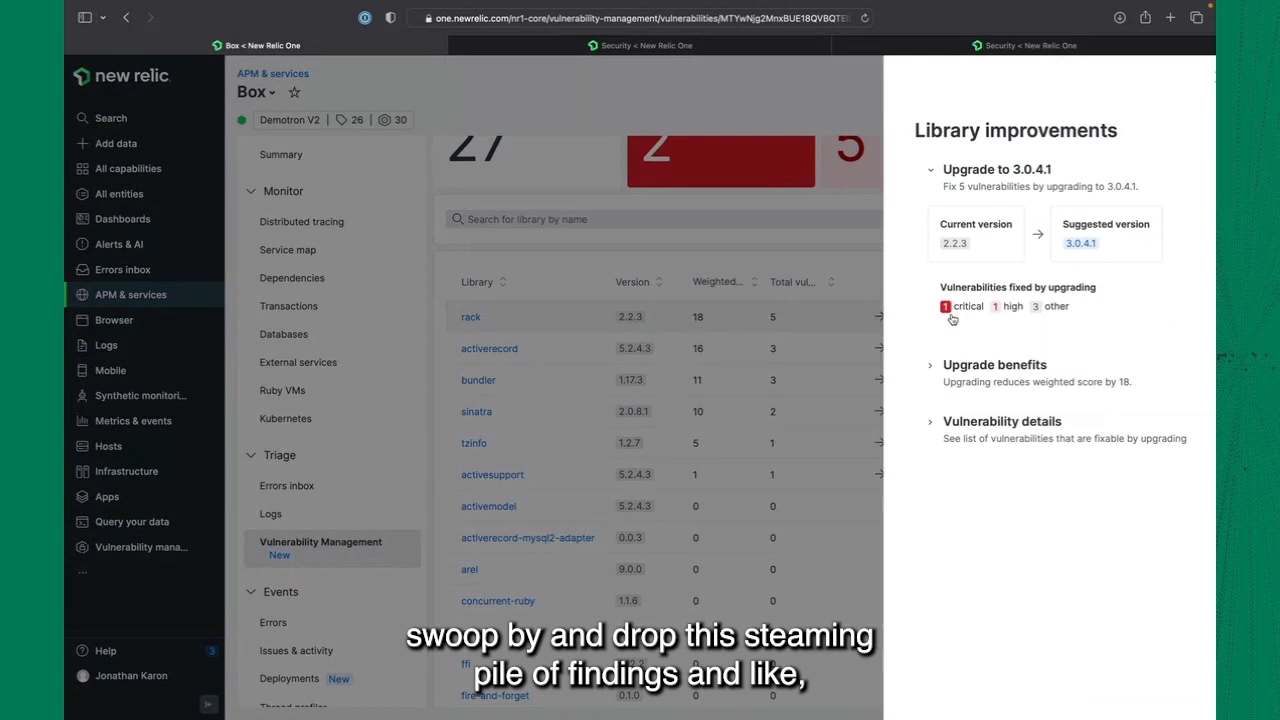 one.newrelic.com/nr1-core/vulnerability-management/vulnerabilities/MTYwNjg2MnxBUE18QVBQTE
Box < New Relic One
Security < New Relic One
Security < New Relic One
new relic
Search
Add data
All capabilities
All entities
Dashboards
Alerts & AI
Errors inbox
APM & services
Browser
Logs
Mobile
Synthetic monitori...
Metrics & events
Hosts
Infrastructure
Apps
Query your data
Vulnerability mana...
...
Help 3
Jonathan Karon
APM & services
Box
Demotron V2 26 30
Summary
Monitor
Distributed tracing
Service map
Dependencies
Transactions
Databases
External services
Ruby VMs
Kubernetes
Triage
Errors inbox
Logs
Vulnerability Management
New
Events
Errors
Issues & activity
Deployments New
Thread profiler
27 2 5
Search for library by name
Library Version Weighted... Total vul...
rack 2.2.3 18 5
activerecord 5.2.4.3 16 3
bundler 1.17.3 11 3
sinatra 2.0.8.1 10 2
tzinfo 1.2.7 5 1
activesupport 5.2.4.3 1 1
activemodel 5.2.4.3 0 0
activerecord-mysql2-adapter 0.0.3 0 0
arel 9.0.0 0 0
concurrent-ruby 1.1.6 0 0
ffi
fire-and-forget 0.1.0 0 0
Library improvements
Upgrade to 3.0.4.1
Fix 5 vulnerabilities by upgrading to 3.0.4.1.
Current version
2.2.3
Suggested version
3.0.4.1
Vulnerabilities fixed by upgrading
1 critical 1 high 3 other
Upgrade benefits
Upgrading reduces weighted score by 18.
Vulnerability details
See list of vulnerabilities that are fixable by upgrading
swoop by and drop this steaming
pile of findings and like,